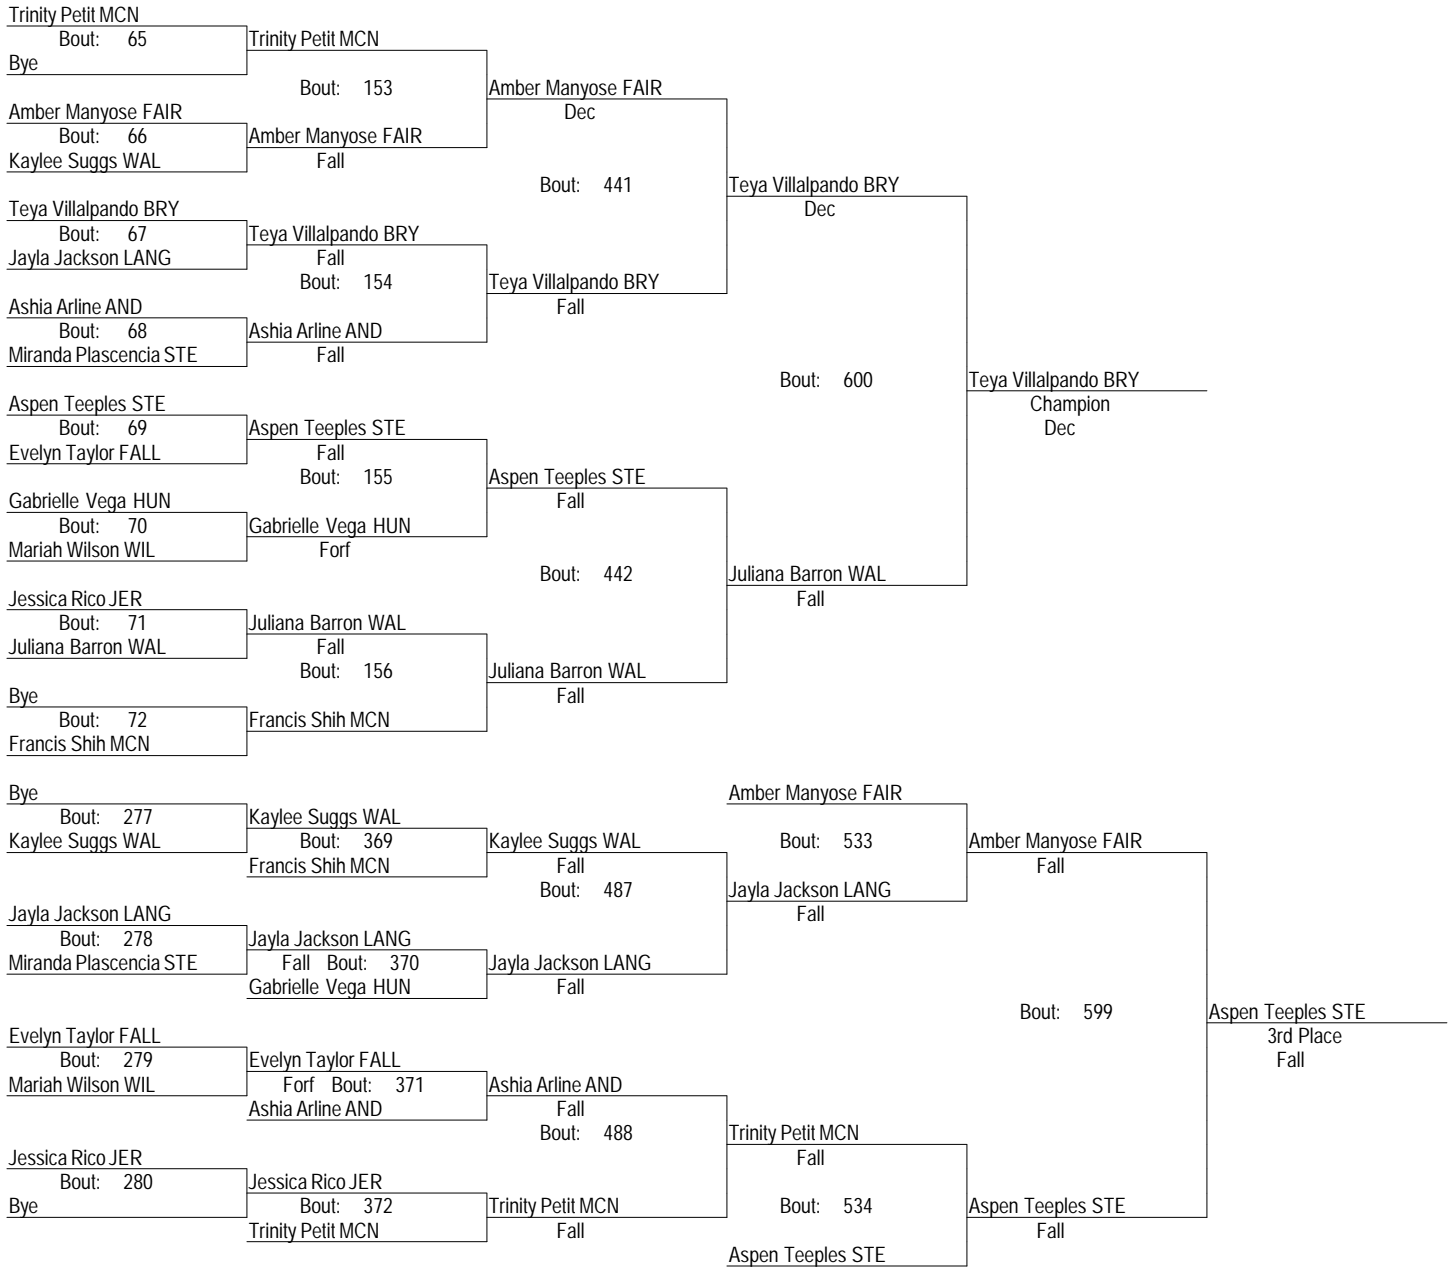 Trinity Petit MCN
Bout: 65
Trinity Petit MCN
Bye
Bout: 153
Amber Manyose FAIR
Dec
Amber Manyose FAIR
Bout: 66
Amber Manyose FAIR
Kaylee Suggs WAL
Fall
Bout: 441
Teya Villalpando BRY
Dec
Teya Villalpando BRY
Bout: 67
Teya Villalpando BRY
Jayla Jackson LANG
Fall
Bout: 154
Teya Villalpando BRY
Fall
Ashia Arline AND
Bout: 68
Ashia Arline AND
Miranda Plascencia STE
Fall
Bout: 600
Teya Villalpando BRY
Champion
Dec
Aspen Teeples STE
Bout: 69
Aspen Teeples STE
Evelyn Taylor FALL
Fall
Bout: 155
Aspen Teeples STE
Fall
Gabrielle Vega HUN
Bout: 70
Gabrielle Vega HUN
Mariah Wilson WIL
Forf
Bout: 442
Juliana Barron WAL
Fall
Jessica Rico JER
Bout: 71
Juliana Barron WAL
Juliana Barron WAL
Fall
Bout: 156
Juliana Barron WAL
Fall
Bye
Bout: 72
Francis Shih MCN
Francis Shih MCN
Bye
Amber Manyose FAIR
Bout: 277
Kaylee Suggs WAL
Kaylee Suggs WAL
Bout: 369
Kaylee Suggs WAL
Bout: 533
Amber Manyose FAIR
Francis Shih MCN
Fall
Fall
Bout: 487
Jayla Jackson LANG
Fall
Jayla Jackson LANG
Bout: 278
Jayla Jackson LANG
Miranda Plascencia STE
Fall Bout: 370
Jayla Jackson LANG
Gabrielle Vega HUN
Fall
Bout: 599
Aspen Teeples STE
3rd Place
Fall
Evelyn Taylor FALL
Bout: 279
Evelyn Taylor FALL
Mariah Wilson WIL
Forf Bout: 371
Ashia Arline AND
Ashia Arline AND
Fall
Bout: 488
Trinity Petit MCN
Fall
Jessica Rico JER
Bout: 280
Jessica Rico JER
Bye
Bout: 372
Trinity Petit MCN
Bout: 534
Aspen Teeples STE
Trinity Petit MCN
Fall
Fall
Aspen Teeples STE